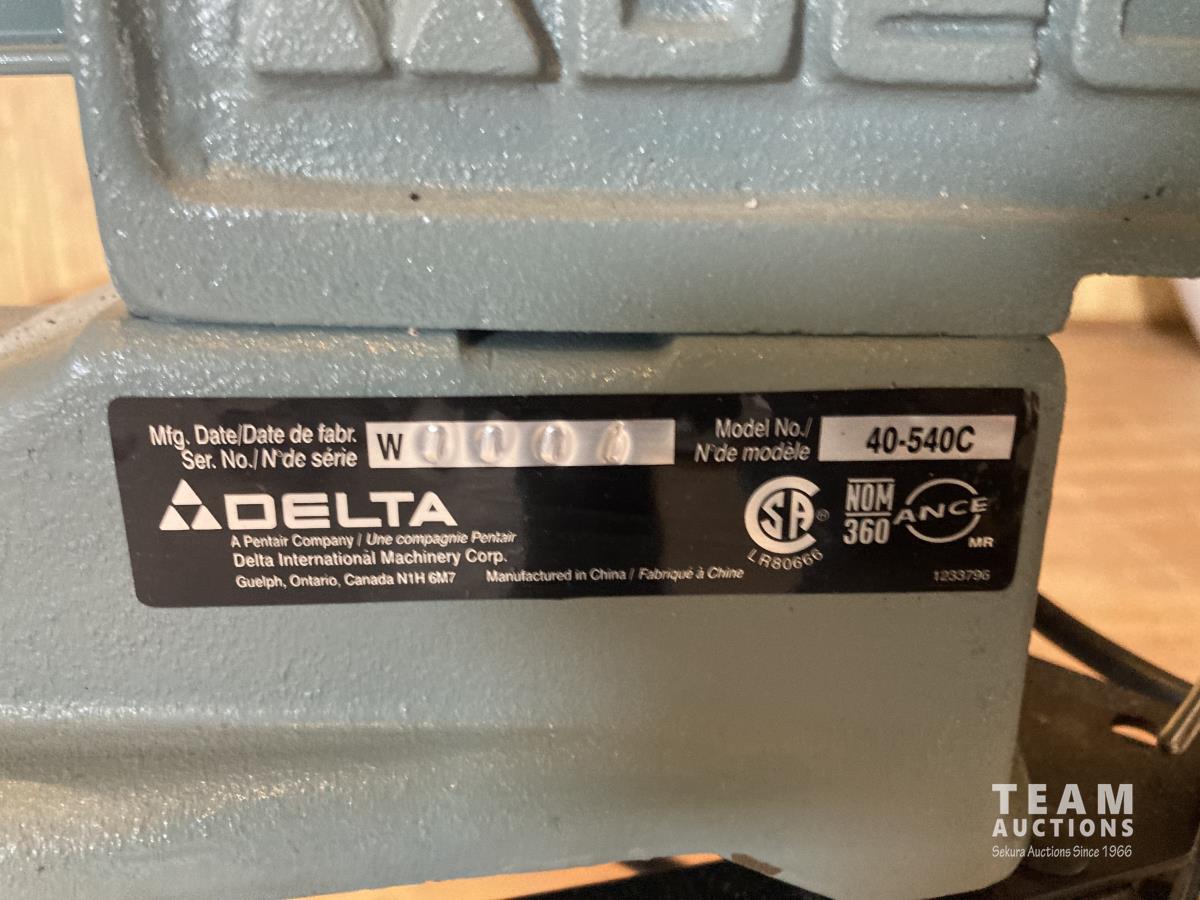 DE
Mfg. Date/Date de fabr.
Ser. No./N°de série
W
Model No./
N°de modèle
40-540C
DELTA
A Pentair Company / Une compagnie Pentair
Delta International Machinery Corp.
Guelph, Ontario, Canada N1H 6M7 Manufactured in China / Fabriqué à Chine
SA ®
LR80666
NOM
360
ANCE
MR
1233796
TEAM
AUCTIONS
Sekura Auctions Since 1966